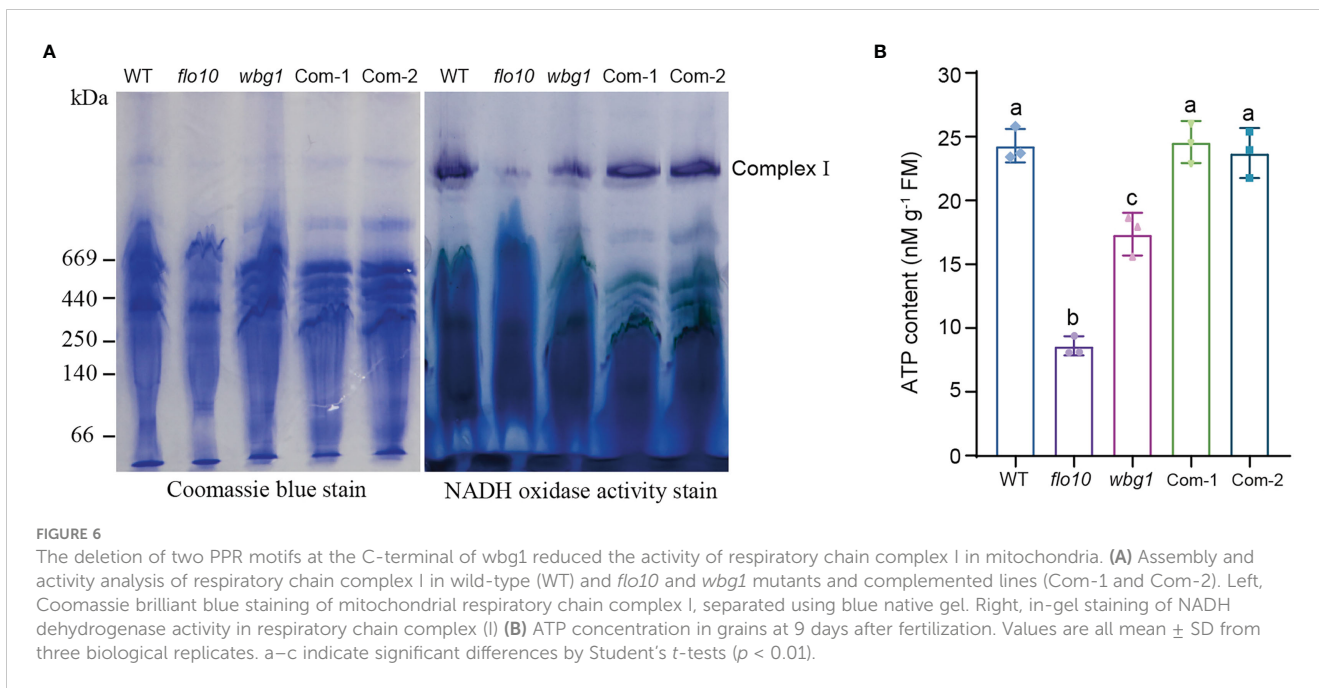 A
WT flo10 wbg1 Com-1 Com-2 WT flo10 wbg1 Com-1 Com-2
kDa
Complex I
669
440
250
140
66
Coomassie blue stain NADH oxidase activity stain
B
ATP content (nM g⁻¹ FM)
30
25
20
15
10
5
0
a b c a a
WT flo10 wbg1 Com-1 Com-2
FIGURE 6
The deletion of two PPR motifs at the C-terminal of wbg1 reduced the activity of respiratory chain complex I in mitochondria. (A) Assembly and
activity analysis of respiratory chain complex I in wild-type (WT) and flo10 and wbg1 mutants and complemented lines (Com-1 and Com-2). Left,
Coomassie brilliant blue staining of mitochondrial respiratory chain complex I, separated using blue native gel. Right, in-gel staining of NADH
dehydrogenase activity in respiratory chain complex (I) (B) ATP concentration in grains at 9 days after fertilization. Values are all mean ± SD from
three biological replicates. a–c indicate significant differences by Student’s t-tests (p < 0.01).